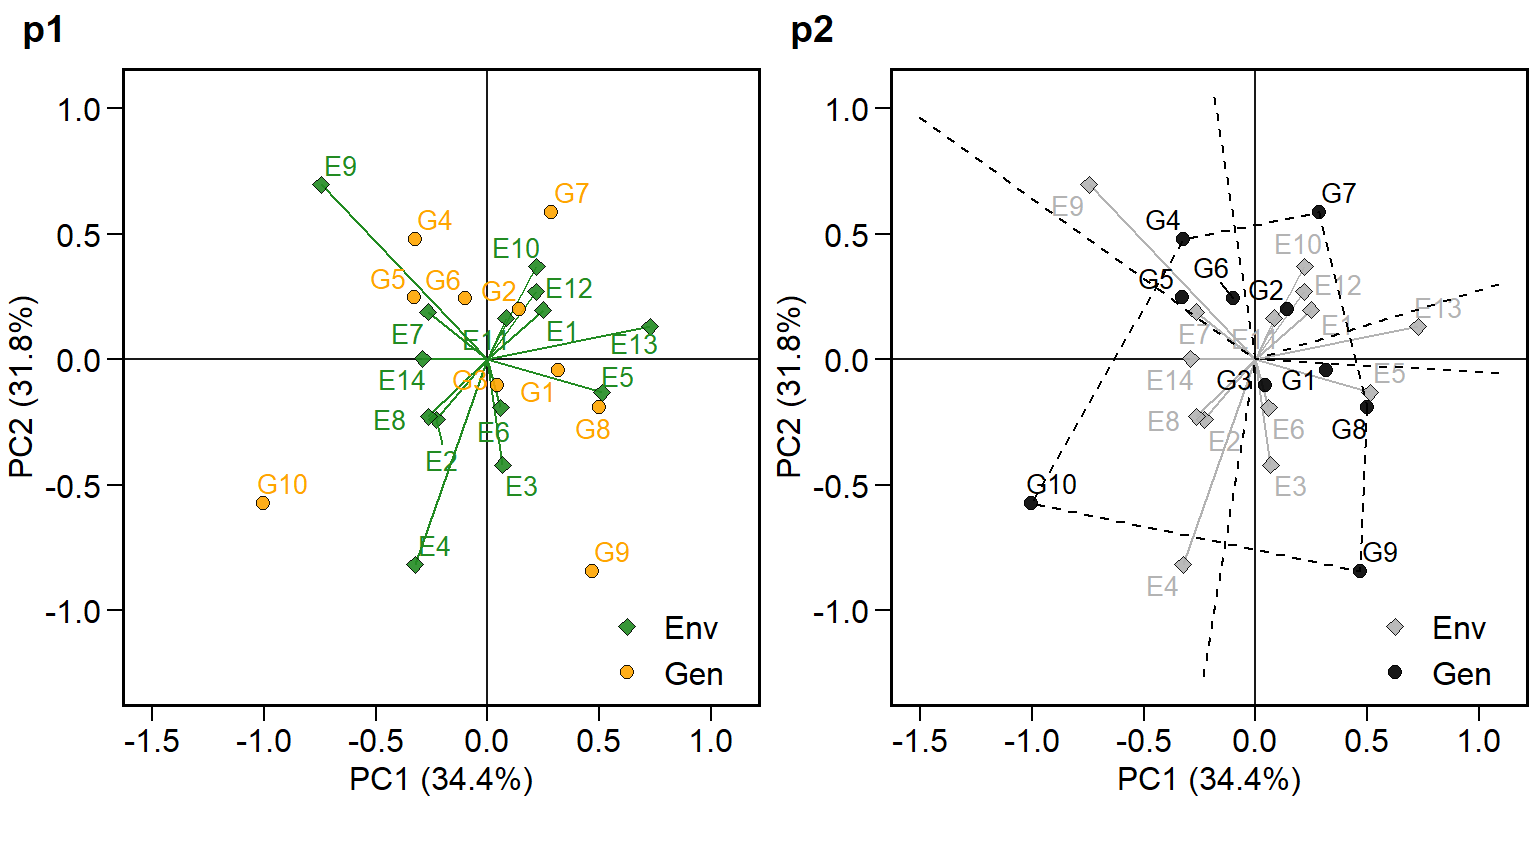 p1
p2
1.0
0.5
0.0
-0.5
-1.0
PC2 (31.8%)
E9
G7
G4
E10
G5
G6
G2
E12
E7
E11
E1
E13
E14
G3
G1
E5
E8
E6
G8
E2
E3
G10
E4
G9
Env
Gen
-1.5
-1.0
-0.5
0.0
0.5
1.0
PC1 (34.4%)
1.0
0.5
0.0
-0.5
-1.0
PC2 (31.8%)
E9
G7
G4
E10
G5
G6
G2
E12
E7
E11
E1
E13
E14
G3
G1
E5
E8
E2
E6
G8
E3
G10
G9
E4
Env
Gen
-1.5
-1.0
-0.5
0.0
0.5
1.0
PC1 (34.4%)